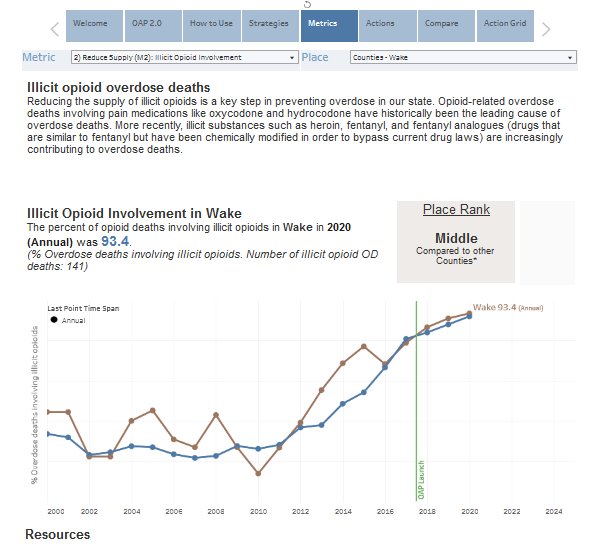 Welcome
OAP 2.0
How to Use
Strategies
Metrics
Actions
Compare
Action Grid
Metric
2) Reduce Supply (M2): Illicit Opioid Involvement
Place
Counties - Wake
Illicit opioid overdose deaths
Reducing the supply of illicit opioids is a key step in preventing overdose in our state. Opioid-related overdose
deaths involving pain medications like oxycodone and hydrocodone have historically been the leading cause of
overdose deaths. More recently, illicit substances such as heroin, fentanyl, and fentanyl analogues (drugs that
are similar to fentanyl but have been chemically modified in order to bypass current drug laws) are increasingly
contributing to overdose deaths.
Illicit Opioid Involvement in Wake
The percent of opioid deaths involving illicit opioids in Wake in 2020
(Annual) was 93.4.
(% Overdose deaths involving illicit opioids. Number of illicit opioid OD
deaths: 141)
Place Rank
Middle
Compared to other
Counties*
Last Point Time Span
Annual
Wake 93.4 (Annual)
% Overdose deaths involving illicit opioids
OAP Launch
2000
2002
2004
2006
2008
2010
2012
2014
2016
2018
2020
2022
2024
Resources